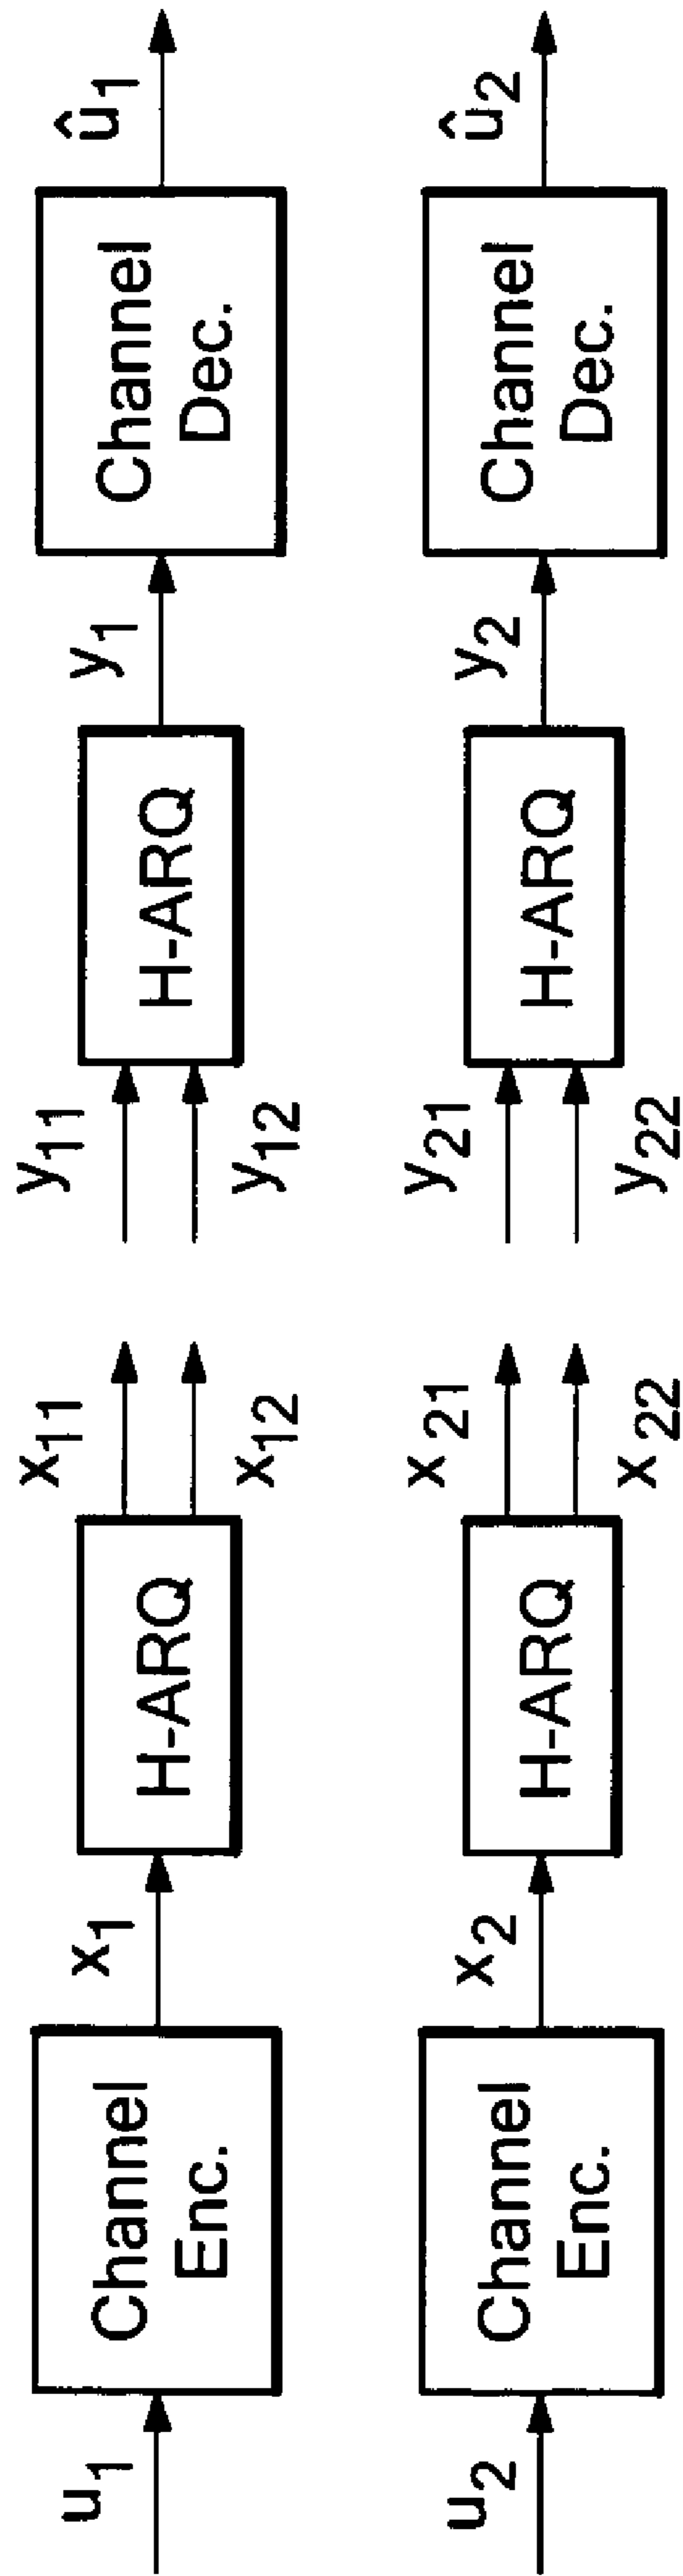 u1
Channel
Enc.
x1
H-ARQ
x11
x12
y11
y12
H-ARQ
y1
Channel
Dec.
û1
u2
Channel
Enc.
x2
H-ARQ
x21
x22
y21
y22
H-ARQ
y2
Channel
Dec.
û2